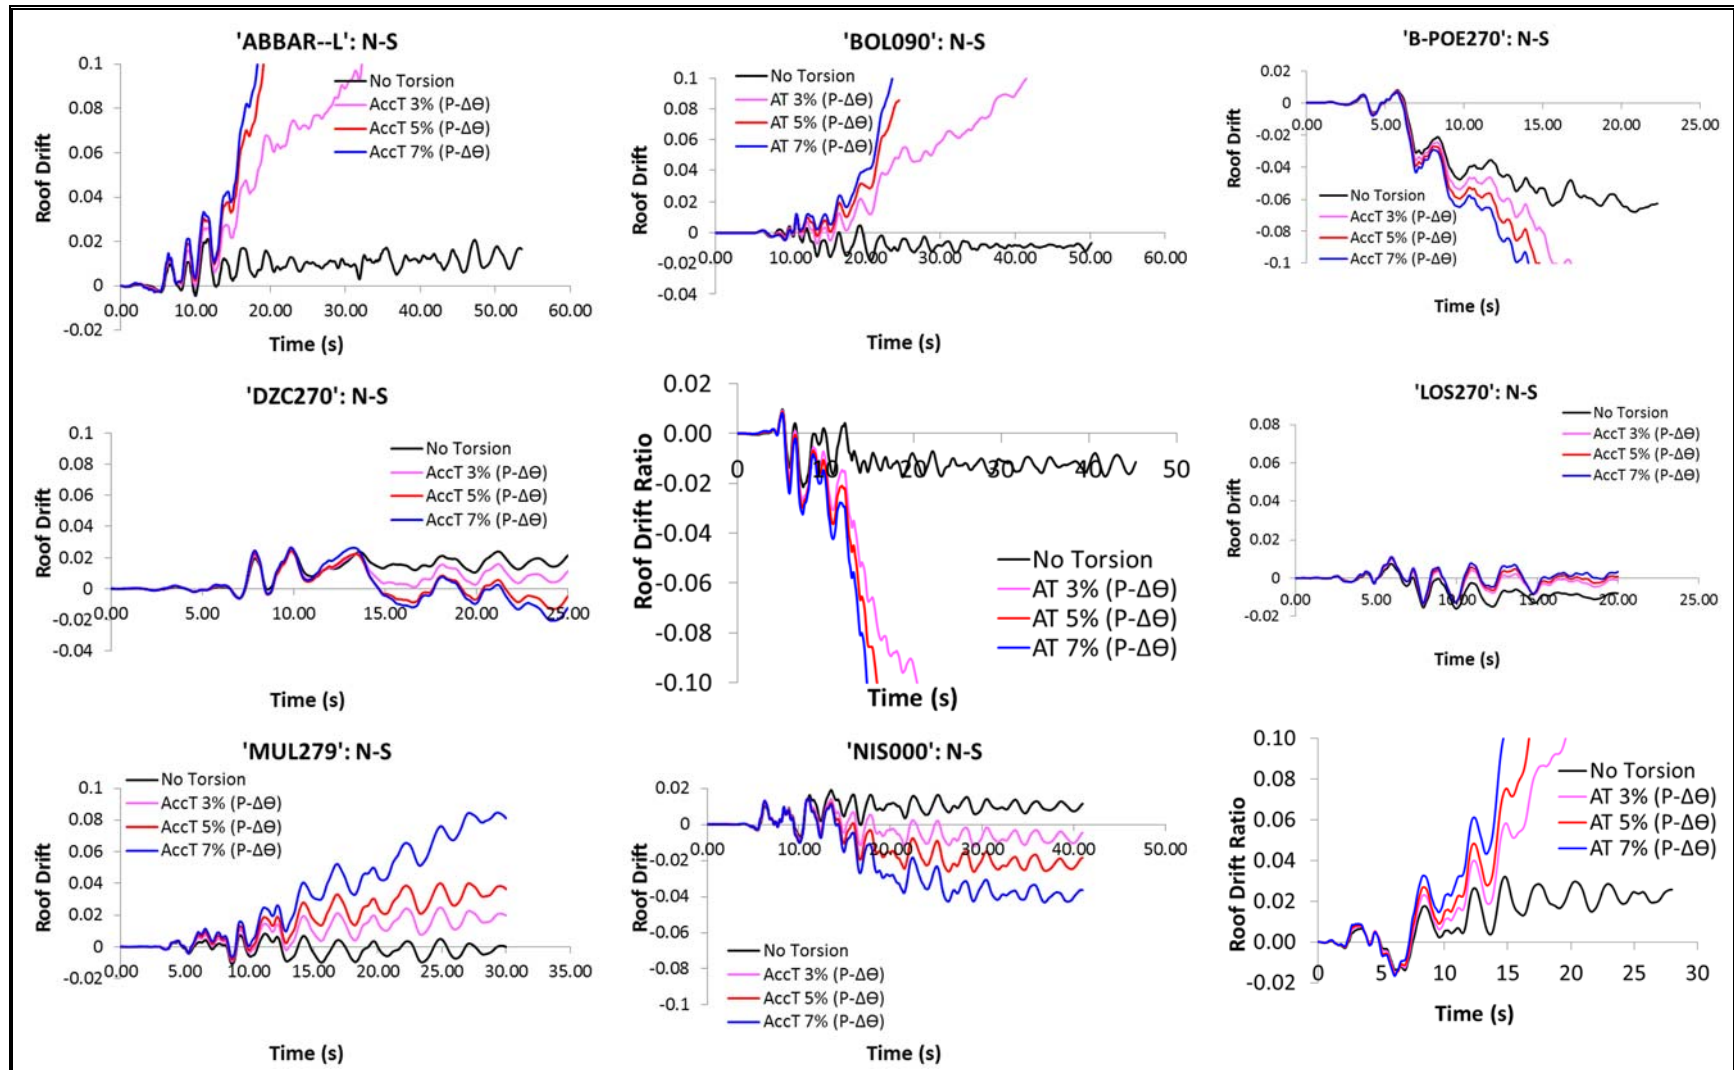 'ABBAR--L': N-S
0.1
0.08
0.06
0.04
0.02
0
-0.02
0.00
10.00
20.00
30.00
40.00
50.00
60.00
Roof Drift
Time (s)
No Torsion
AccT 3% (P-ΔΘ)
AccT 5% (P-ΔΘ)
AccT 7% (P-ΔΘ)
'BOL090': N-S
0.1
0.08
0.06
0.04
0.02
0
-0.02
-0.04
0.00
10.00
20.00
30.00
40.00
50.00
60.00
Roof Drift
Time (s)
No Torsion
AT 3% (P-ΔΘ)
AT 5% (P-ΔΘ)
AT 7% (P-ΔΘ)
'B-POE270': N-S
0.02
0
-0.02
-0.04
-0.06
-0.08
-0.1
0.00
5.00
10.00
15.00
20.00
25.00
Roof Drift
Time (s)
No Torsion
AccT 3% (P-ΔΘ)
AccT 5% (P-ΔΘ)
AccT 7% (P-ΔΘ)
'DZC270': N-S
0.1
0.08
0.06
0.04
0.02
0
-0.02
-0.04
0.00
5.00
10.00
15.00
20.00
25.00
Roof Drift
Time (s)
No Torsion
AccT 3% (P-ΔΘ)
AccT 5% (P-ΔΘ)
AccT 7% (P-ΔΘ)
0.02
0.00
-0.02
-0.04
-0.06
-0.08
-0.10
0
10
20
30
40
50
Roof Drift Ratio
Time (s)
No Torsion
AT 3% (P-ΔΘ)
AT 5% (P-ΔΘ)
AT 7% (P-ΔΘ)
'LOS270': N-S
0.08
0.06
0.04
0.02
0
-0.02
0.00
5.00
10.00
15.00
20.00
25.00
Roof Drift
Time (s)
No Torsion
AccT 3% (P-ΔΘ)
AccT 5% (P-ΔΘ)
AccT 7% (P-ΔΘ)
'MUL279': N-S
0.1
0.08
0.06
0.04
0.02
0
-0.02
0.00
5.00
10.00
15.00
20.00
25.00
30.00
35.00
Roof Drift
Time (s)
No Torsion
AccT 3% (P-ΔΘ)
AccT 5% (P-ΔΘ)
AccT 7% (P-ΔΘ)
'NIS000': N-S
0.02
0
-0.02
-0.04
-0.06
-0.08
-0.1
0.00
10.00
20.00
30.00
40.00
50.00
Roof Drift
Time (s)
No Torsion
AccT 3% (P-ΔΘ)
AccT 5% (P-ΔΘ)
AccT 7% (P-ΔΘ)
0.10
0.08
0.06
0.04
0.02
0.00
-0.02
0
5
10
15
20
25
30
Roof Drift Ratio
Time (s)
No Torsion
AT 3% (P-ΔΘ)
AT 5% (P-ΔΘ)
AT 7% (P-ΔΘ)